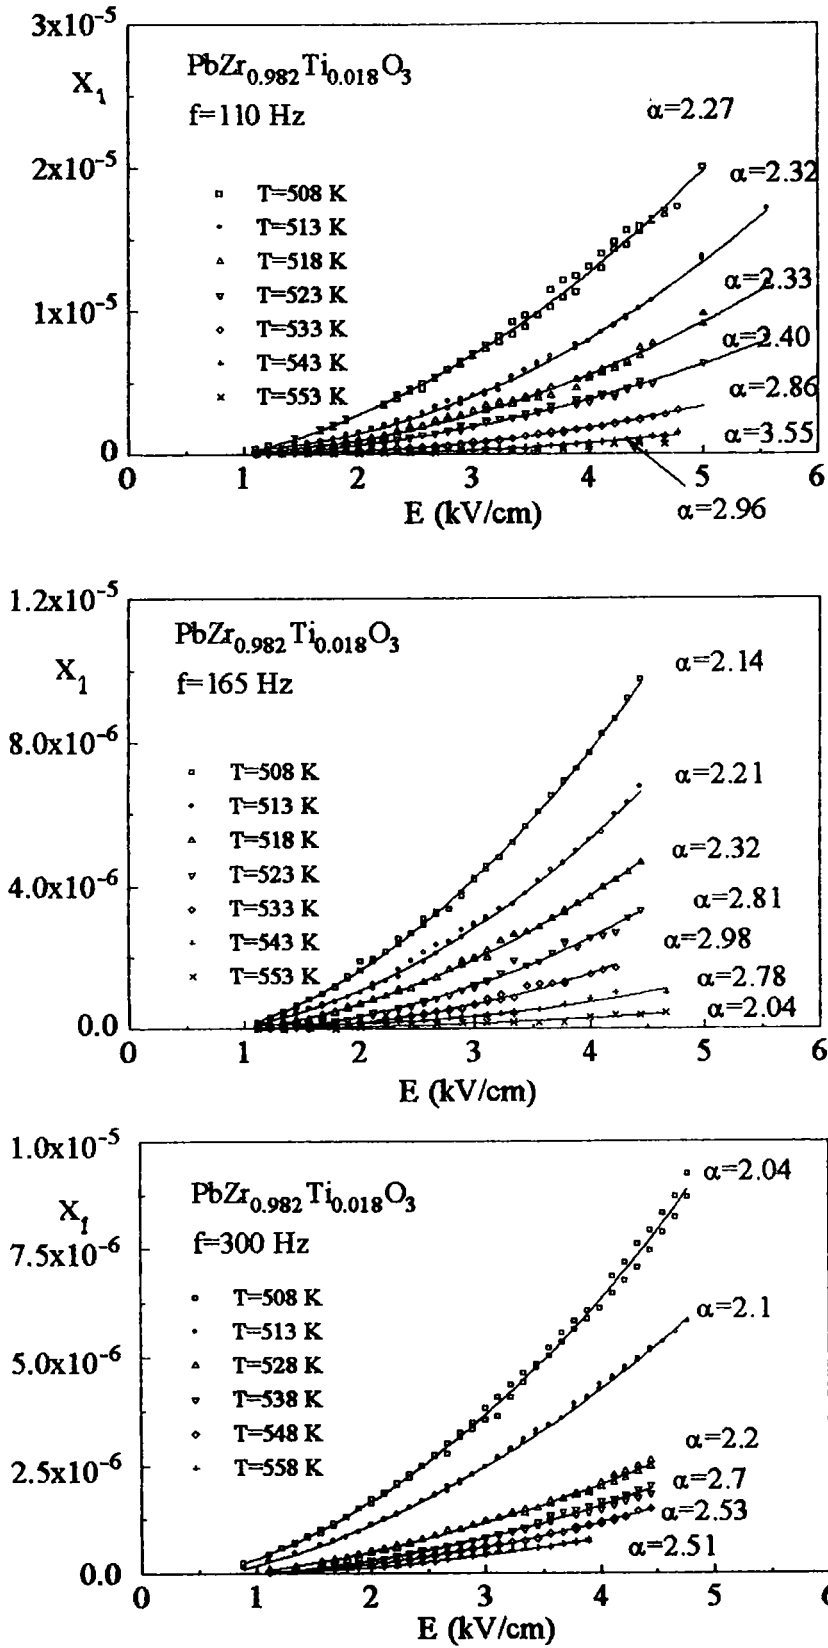 3x10-5
X1
PbZr0.982Ti0.018O3
f=110 Hz
α=2.27
2x10-5
T=508 K
α=2.32
T=513 K
T=518 K
α=2.33
T=523 K
1x10-5
T=533 K
α=2.40
T=543 K
α=2.86
T=553 K
α=3.55
0
0 1 2 3 4 5 6
E (kV/cm)
α=2.96
1.2x10-5
PbZr0.982Ti0.018O3
X1
f=165 Hz
α=2.14
8.0x10-6
T=508 K
α=2.21
T=513 K
T=518 K
α=2.32
T=523 K
4.0x10-6
α=2.81
T=533 K
T=543 K
α=2.98
T=553 K
α=2.78
α=2.04
0.0
0 1 2 3 4 5 6
E (kV/cm)
1.0x10-5
α=2.04
PbZr0.982Ti0.018O3
X1
f=300 Hz
7.5x10-6
T=508 K
α=2.1
T=513 K
5.0x10-6
T=528 K
T=538 K
T=548 K
α=2.2
2.5x10-6
T=558 K
α=2.7
α=2.53
α=2.51
0.0
0 1 2 3 4 5 6
E (kV/cm)